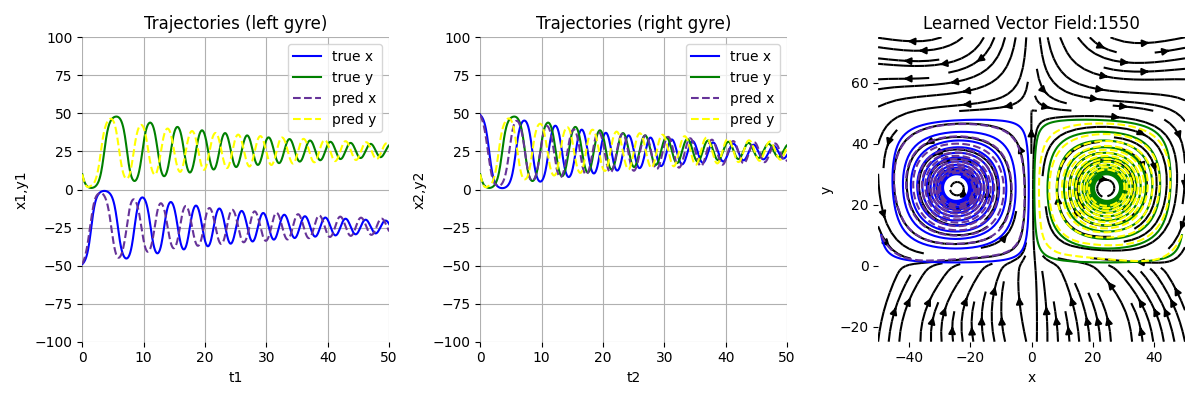 Trajectories (left gyre)
x1,y1
100
75
50
25
0
−25
−50
−75
−100
0
10
20
30
40
50
t1
true x
true y
pred x
pred y
Trajectories (right gyre)
x2,y2
100
75
50
25
0
−25
−50
−75
−100
0
10
20
30
40
50
t2
true x
true y
pred x
pred y
Learned Vector Field:1550
y
60
40
20
0
−20
−40
−20
0
20
40
x